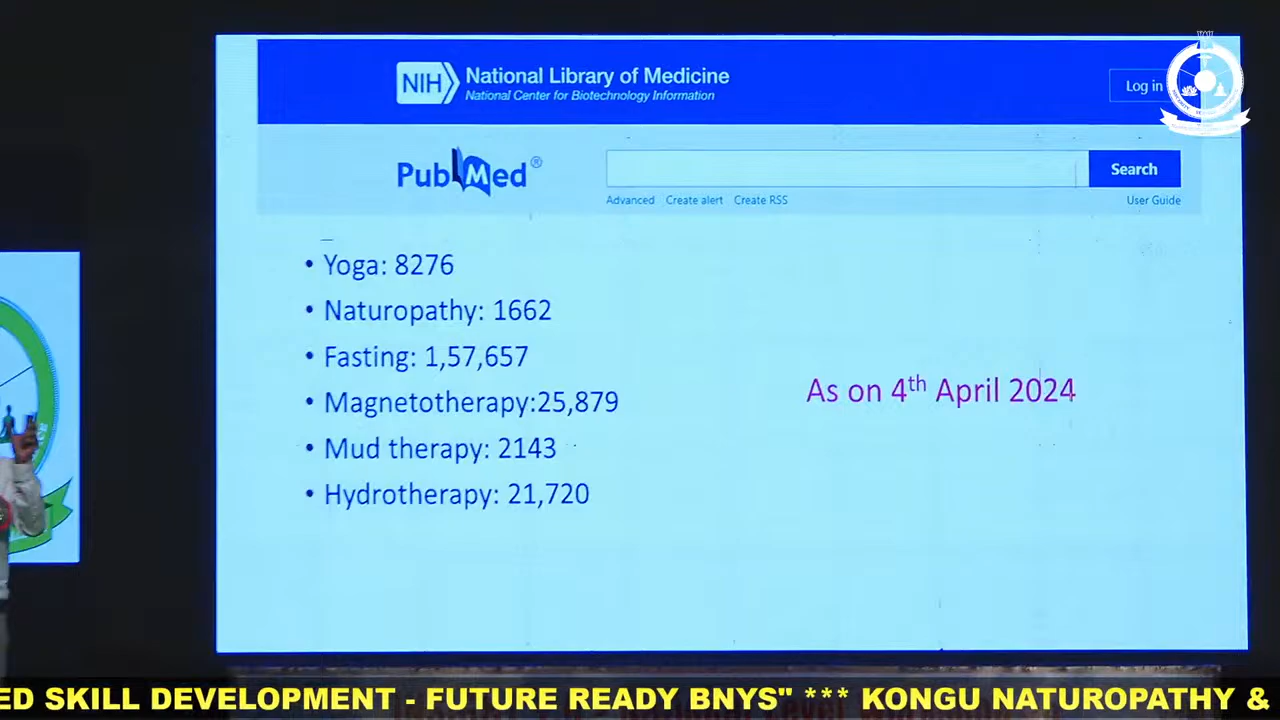 NIH National Library of Medicine
National Center for Biotechnology Information
Log in
PubMed®
Search
Advanced Create alert Create RSS
User Guide
• Yoga: 8276
• Naturopathy: 1662
• Fasting: 1,57,657
• Magnetotherapy:25,879
• Mud therapy: 2143
• Hydrotherapy: 21,720
As on 4th April 2024
ED SKILL DEVELOPMENT - FUTURE READY BNYS" *** KONGU NATUROPATHY &